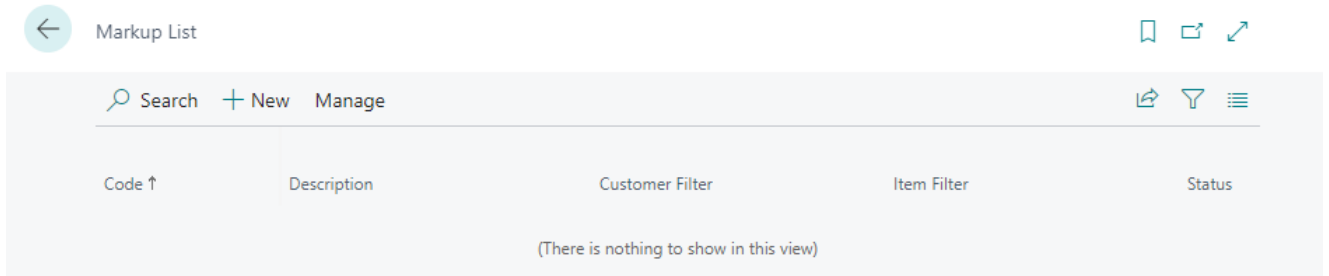 Markup List
Search New Manage
Code ↑ Description Customer Filter Item Filter Status
(There is nothing to show in this view)